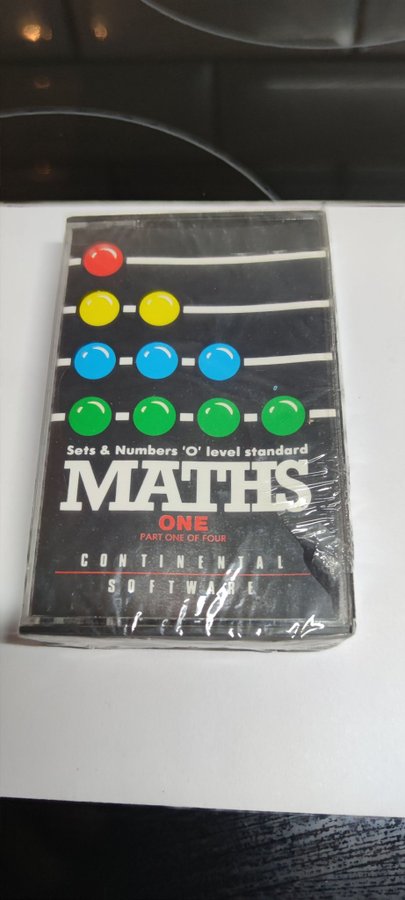 Sets & Numbers 'O' level standard
MATHS
ONE
PART ONE OF FOUR
CONTINENTAL
SOFTWARE